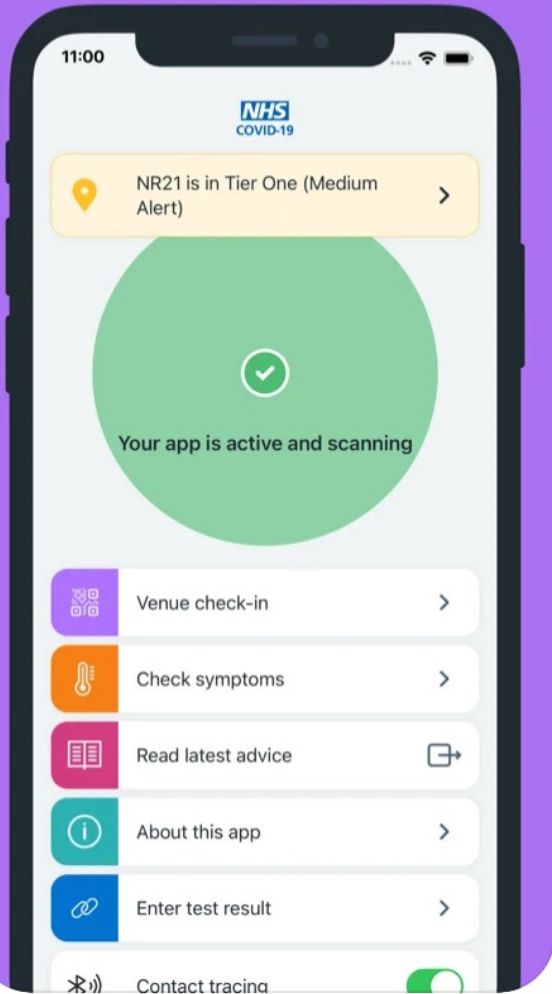 11:00
NHS
COVID-19
NR21 is in Tier One (Medium
Alert)
Your app is active and scanning
Venue check-in
Check symptoms
Read latest advice
About this app
Enter test result
Contact tracing